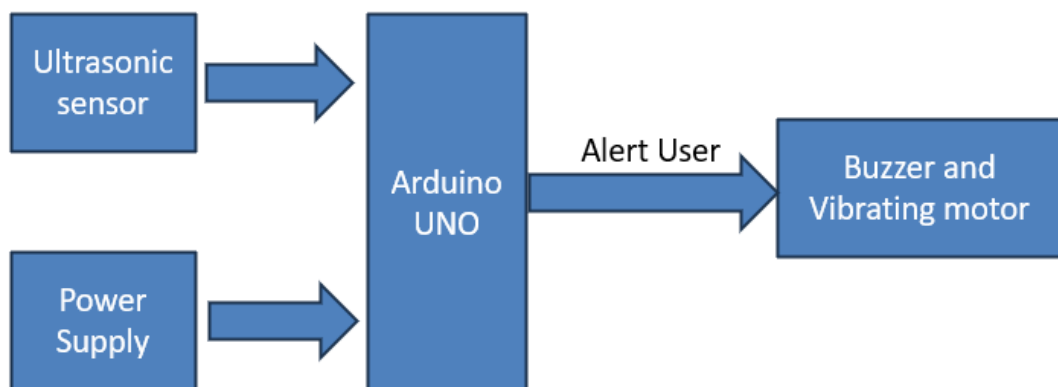 Ultrasonic
sensor
Power
Supply
Arduino
UNO
Alert User
Buzzer and
Vibrating motor